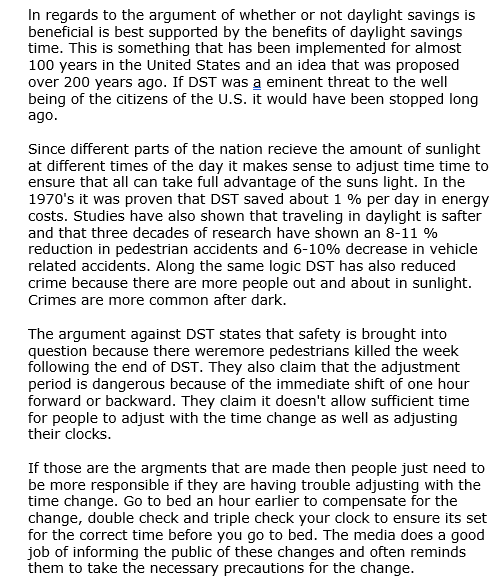 In regards to the argument of whether or not daylight savings is
beneficial is best supported by the benefits of daylight savings
time. This is something that has been implemented for almost
100 years in the United States and an idea that was proposed
over 200 years ago. If DST was a eminent threat to the well
being of the citizens of the U.S. it would have been stopped long
ago.
Since different parts of the nation recieve the amount of sunlight
at different times of the day it makes sense to adjust time time to
ensure that all can take full advantage of the suns light. In the
1970's it was proven that DST saved about 1 % per day in energy
costs. Studies have also shown that traveling in daylight is safter
and that three decades of research have shown an 8-11 %
reduction in pedestrian accidents and 6-10% decrease in vehicle
related accidents. Along the same logic DST has also reduced
crime because there are more people out and about in sunlight.
Crimes are more common after dark.
The argument against DST states that safety is brought into
question because there weremore pedestrians killed the week
following the end of DST. They also claim that the adjustment
period is dangerous because of the immediate shift of one hour
forward or backward. They claim it doesn't allow sufficient time
for people to adjust with the time change as well as adjusting
their clocks.
If those are the argments that are made then people just need to
be more responsible if they are having trouble adjusting with the
time change. Go to bed an hour earlier to compensate for the
change, double check and triple check your clock to ensure its set
for the correct time before you go to bed. The media does a good
job of informing the public of these changes and often reminds
them to take the necessary precautions for the change.